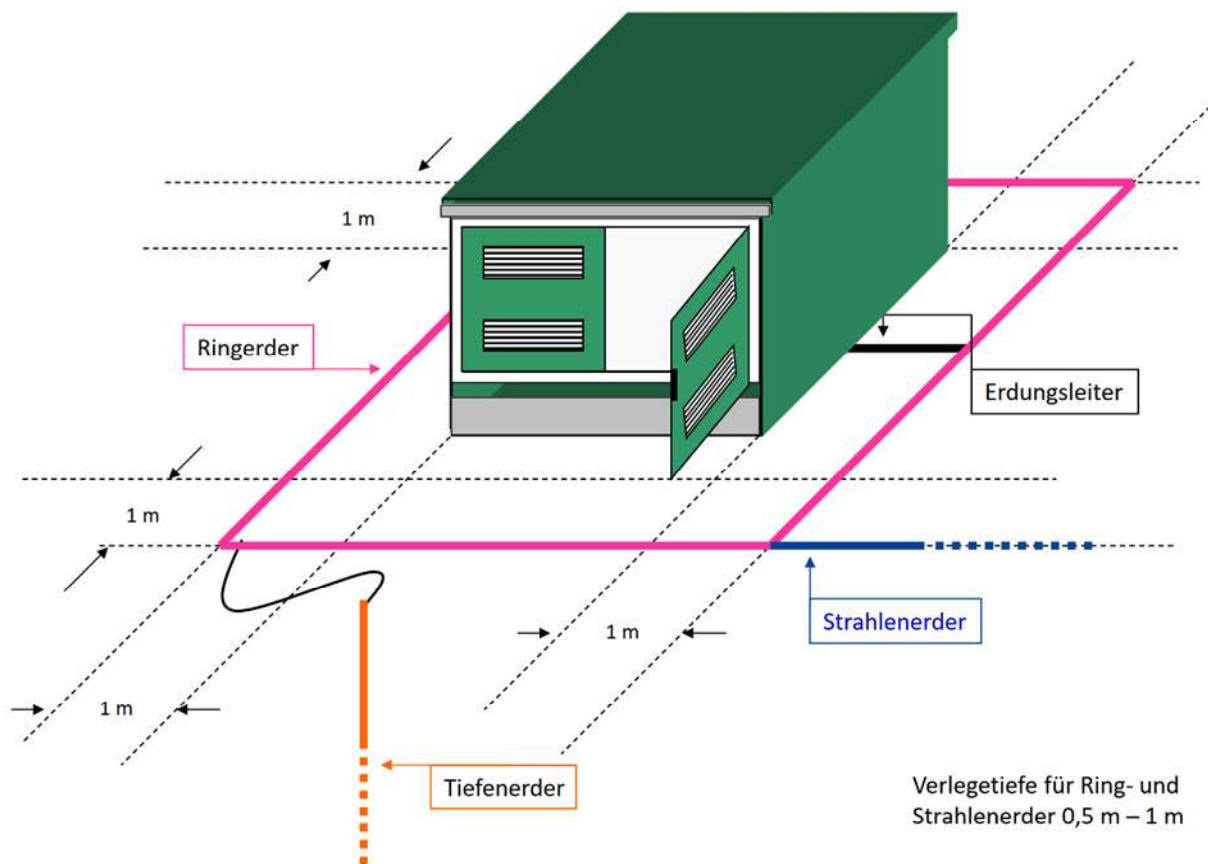 1 m
Ringerder
Erdungsleiter
1 m
Strahlenerder
1 m
1 m
Tiefenerder
Verlegetiefe für Ring- und
Strahlenerder 0,5 m – 1 m